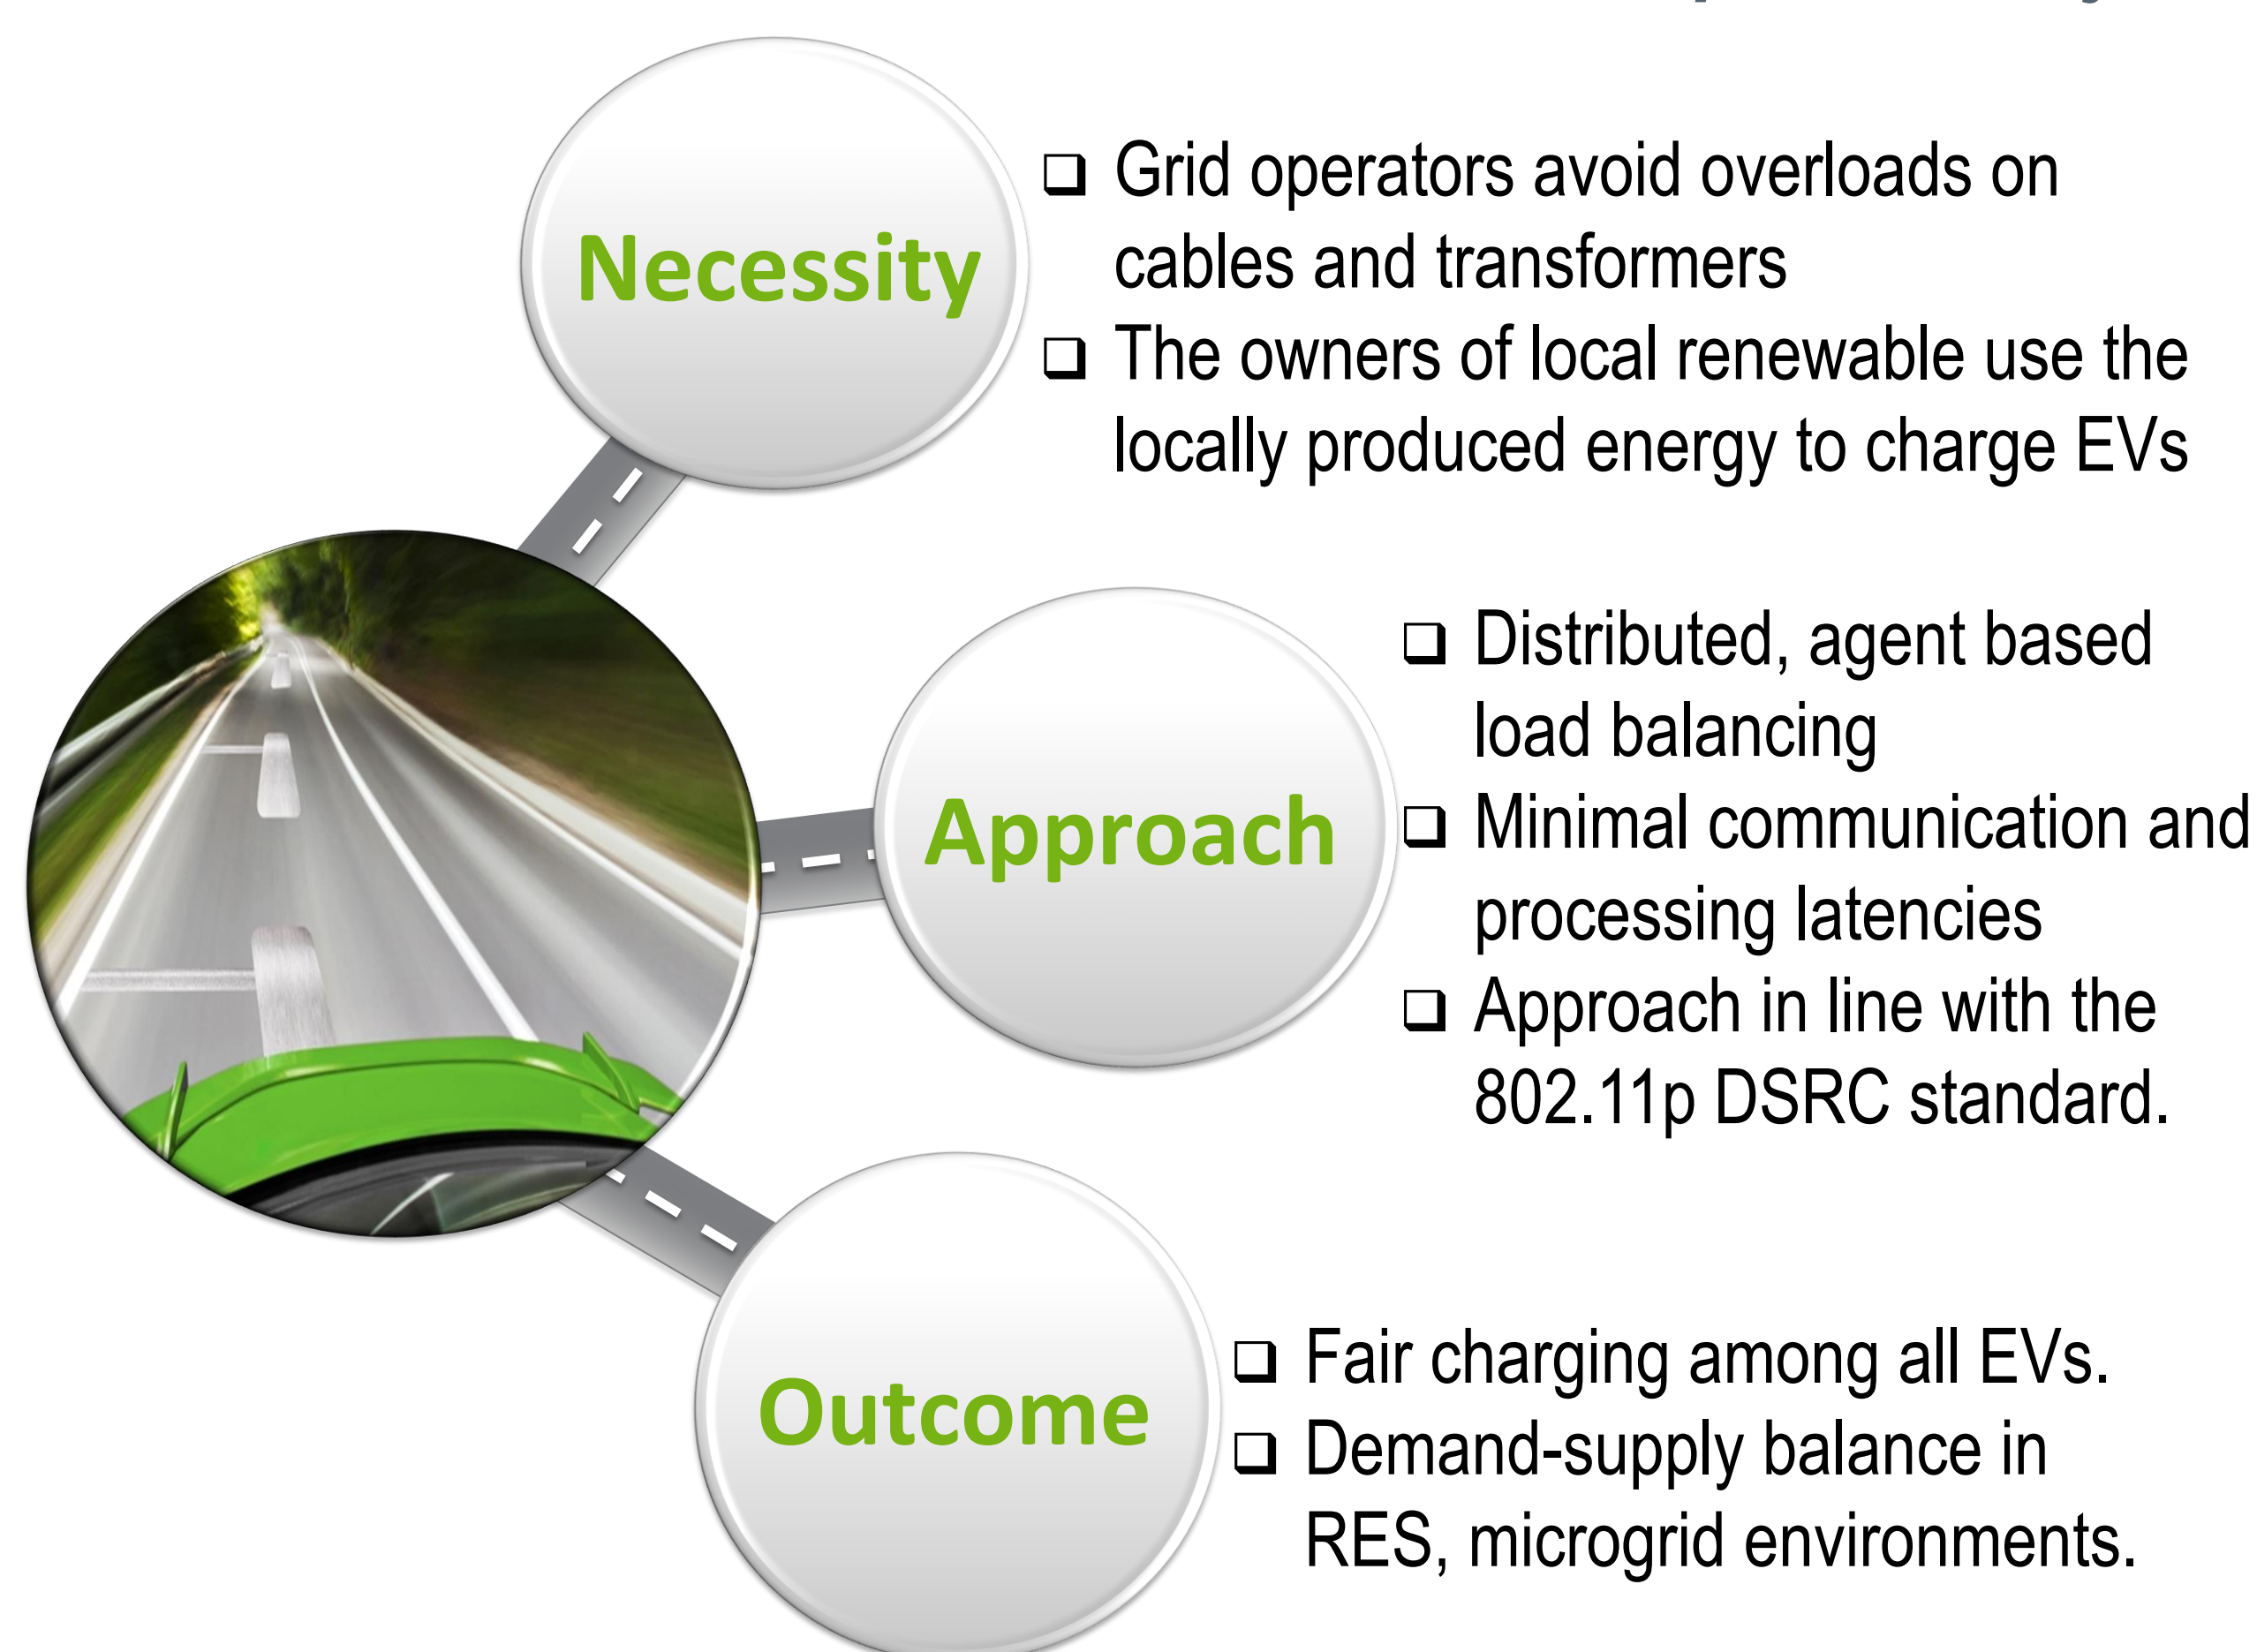 Necessity
❑ Grid operators avoid overloads on
cables and transformers
❑ The owners of local renewable use the
locally produced energy to charge EVs
Approach
❑ Distributed, agent based
load balancing
❑ Minimal communication and
processing latencies
❑ Approach in line with the
802.11p DSRC standard.
Outcome
❑ Fair charging among all EVs.
❑ Demand-supply balance in
RES, microgrid environments.